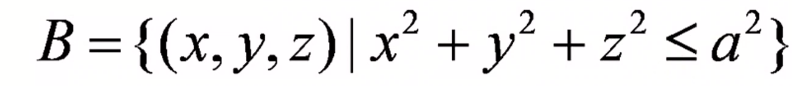 B = {(x, y, z) | x² + y² + z² ≤ a²}